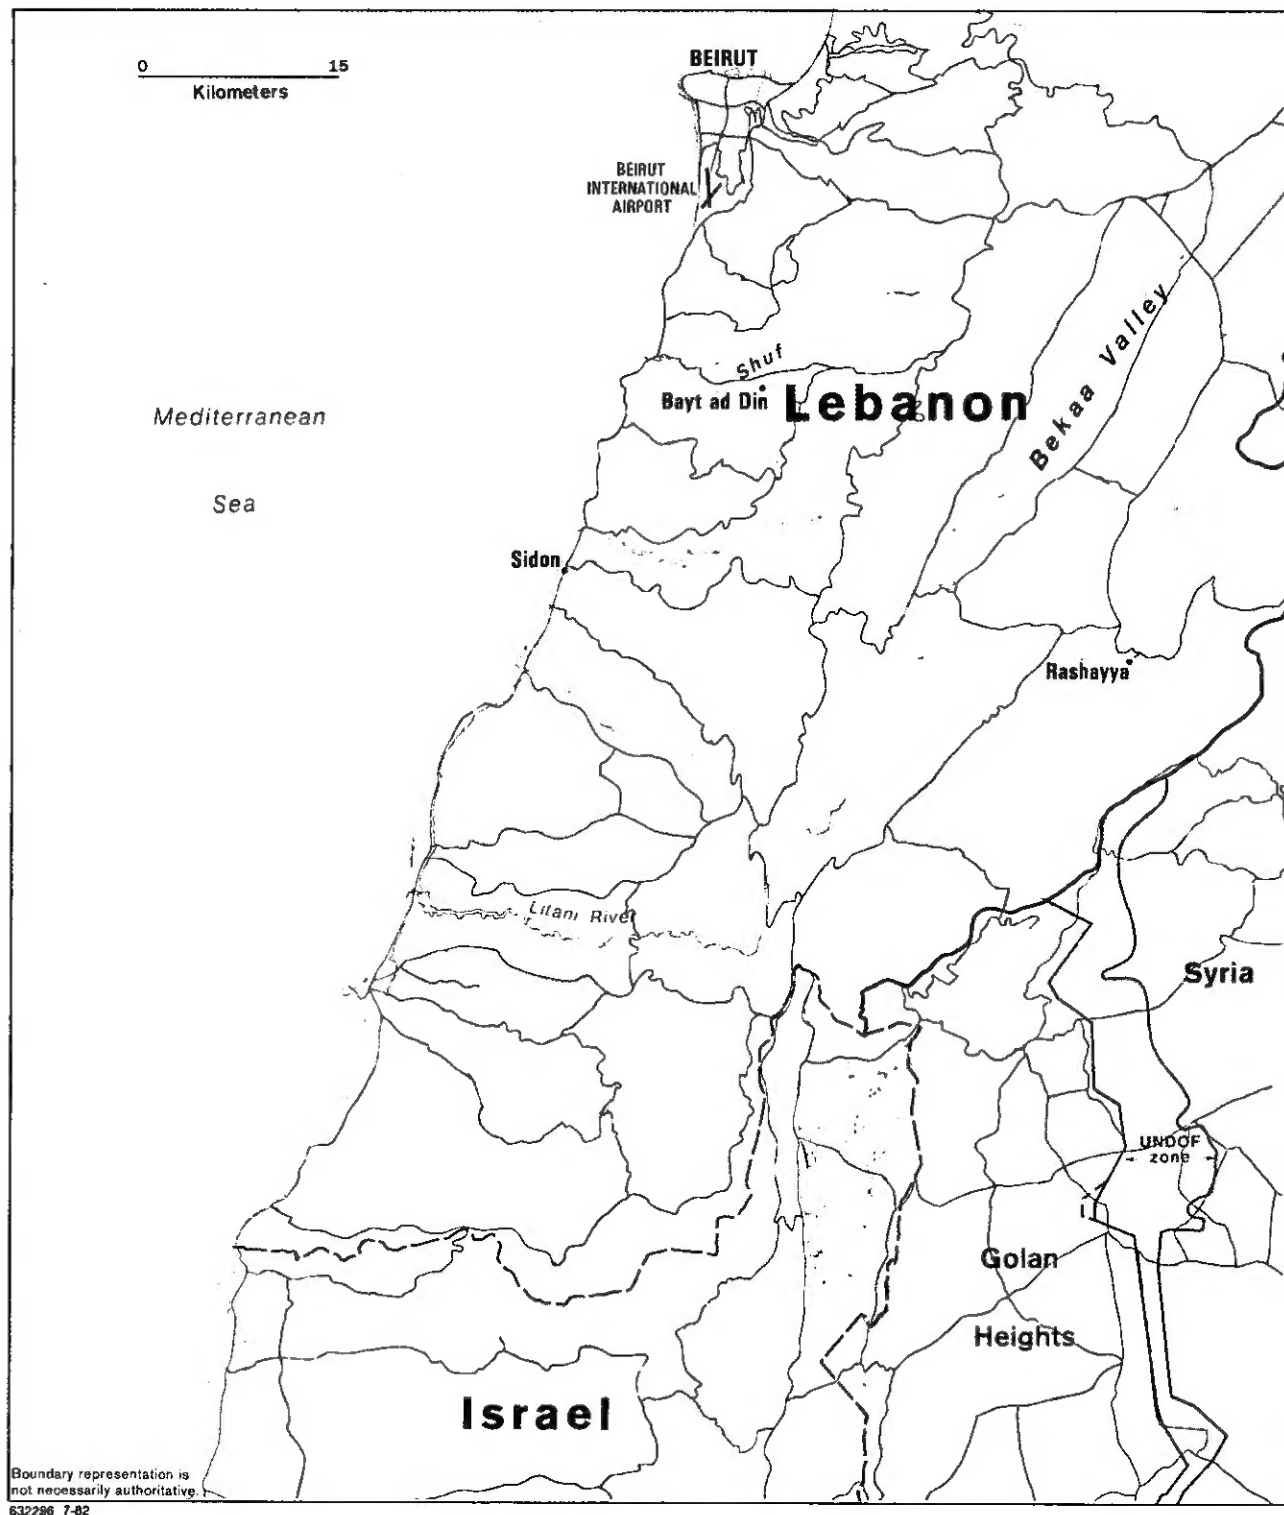 0 15
Kilometers
BEIRUT
BEIRUT
INTERNATIONAL
AIRPORT
Bekaa Valley
Shuf
Bayt ad Din
Lebanon
Mediterranean
Sea
Sidon
Rashayya
Litani River
Syria
UNDOF
zone
Golan
Heights
Israel
Boundary representation is
not necessarily authoritative.
632296 7-82